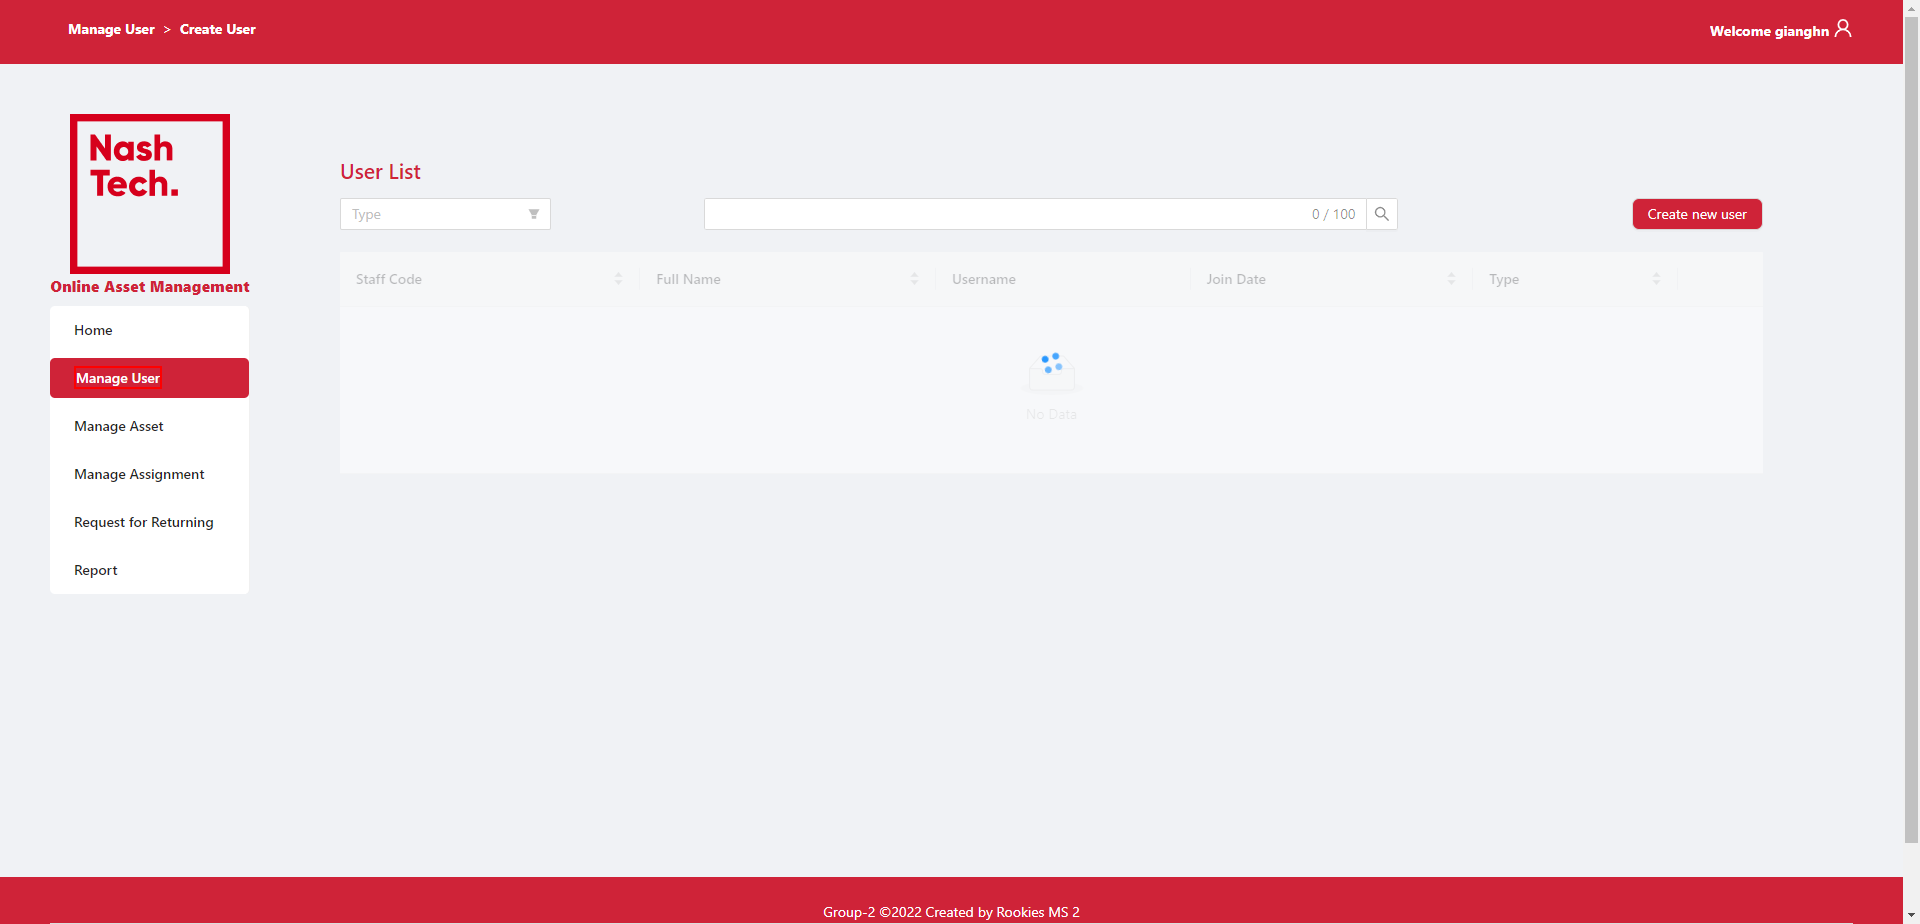 Manage User > Create User
Welcome gianghn
Nash
Tech.
Online Asset Management
Home
Manage User
Manage Asset
Manage Assignment
Request for Returning
Report
User List
Type
0 / 100
Create new user
Staff Code
Full Name
Username
Join Date
Type
No Data
Group-2 ©2022 Created by Rookies MS 2